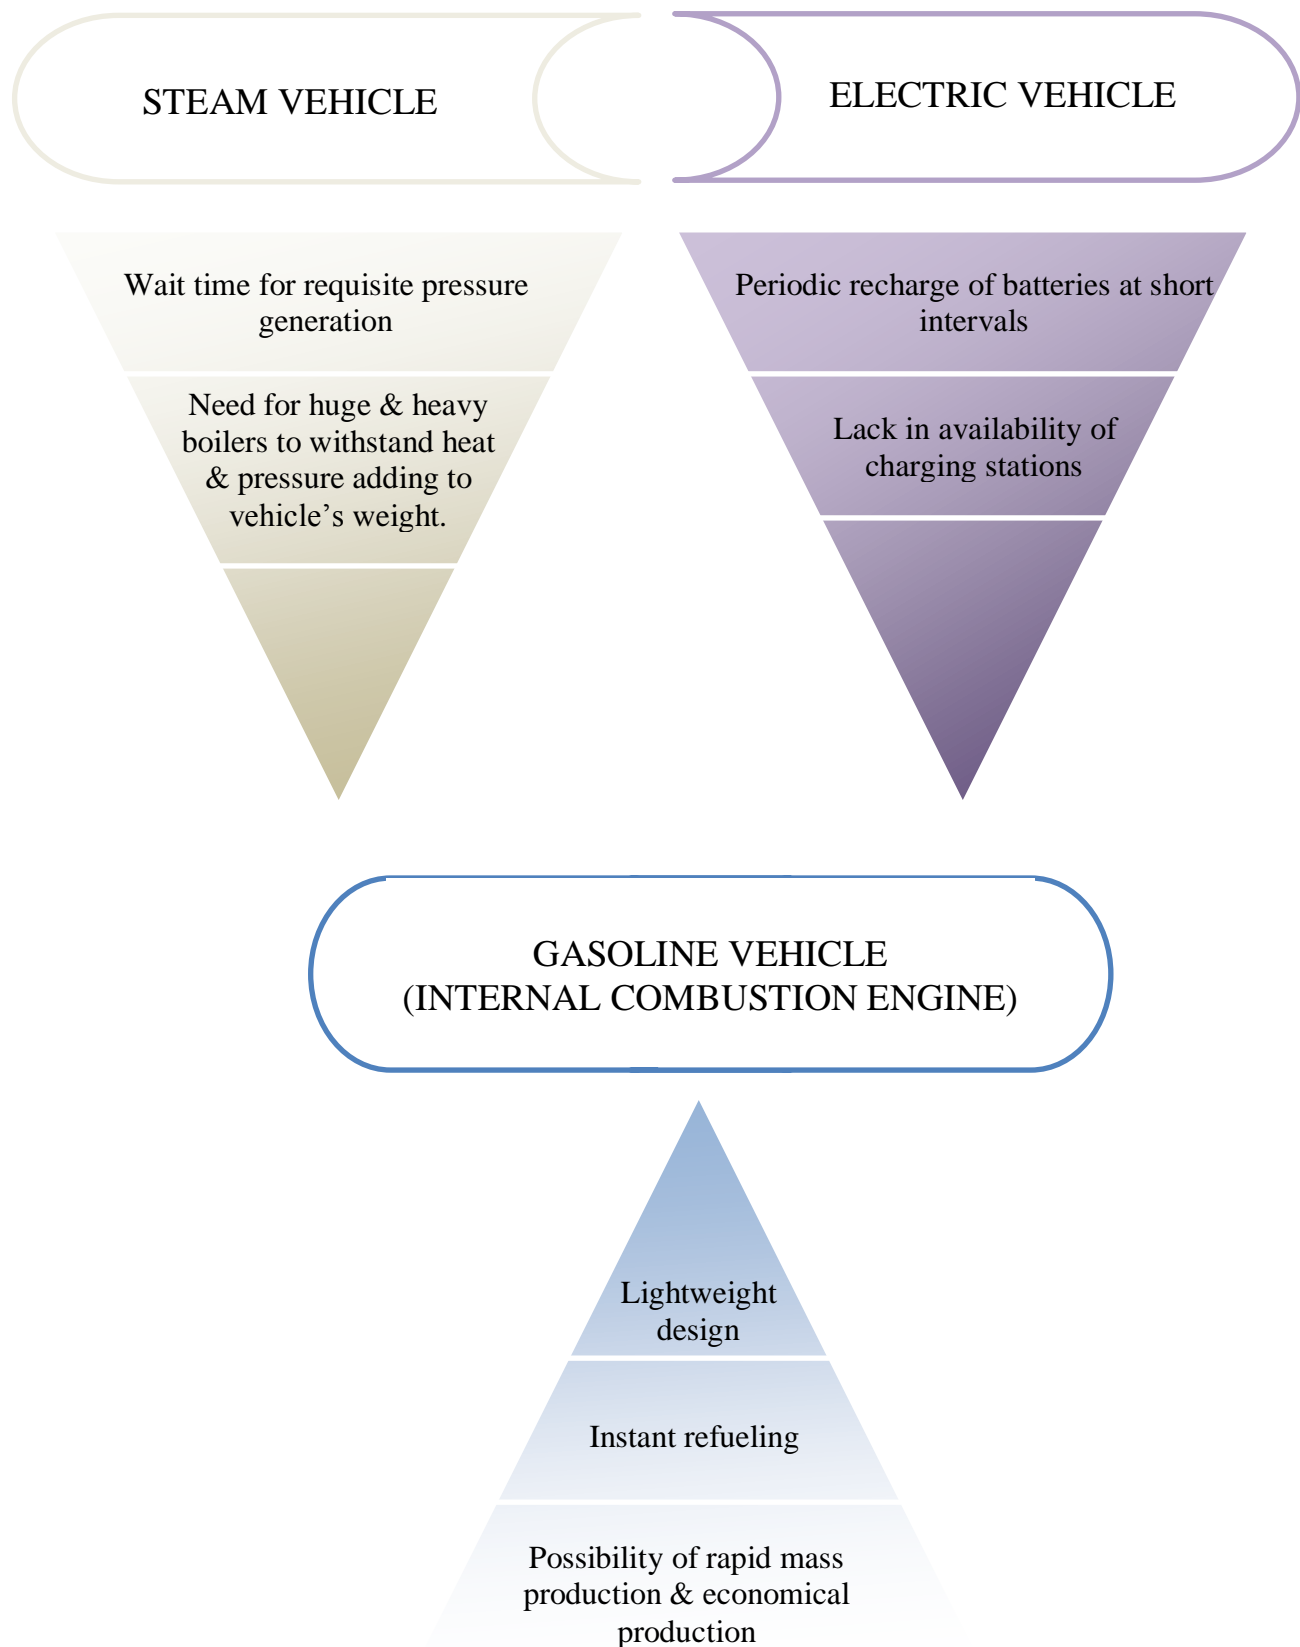 STEAM VEHICLE
ELECTRIC VEHICLE
Wait time for requisite pressure
generation
Need for huge & heavy
boilers to withstand heat
& pressure adding to
vehicle’s weight.
Periodic recharge of batteries at short
intervals
Lack in availability of
charging stations
GASOLINE VEHICLE
(INTERNAL COMBUSTION ENGINE)
Lightweight
design
Instant refueling
Possibility of rapid mass
production & economical
production